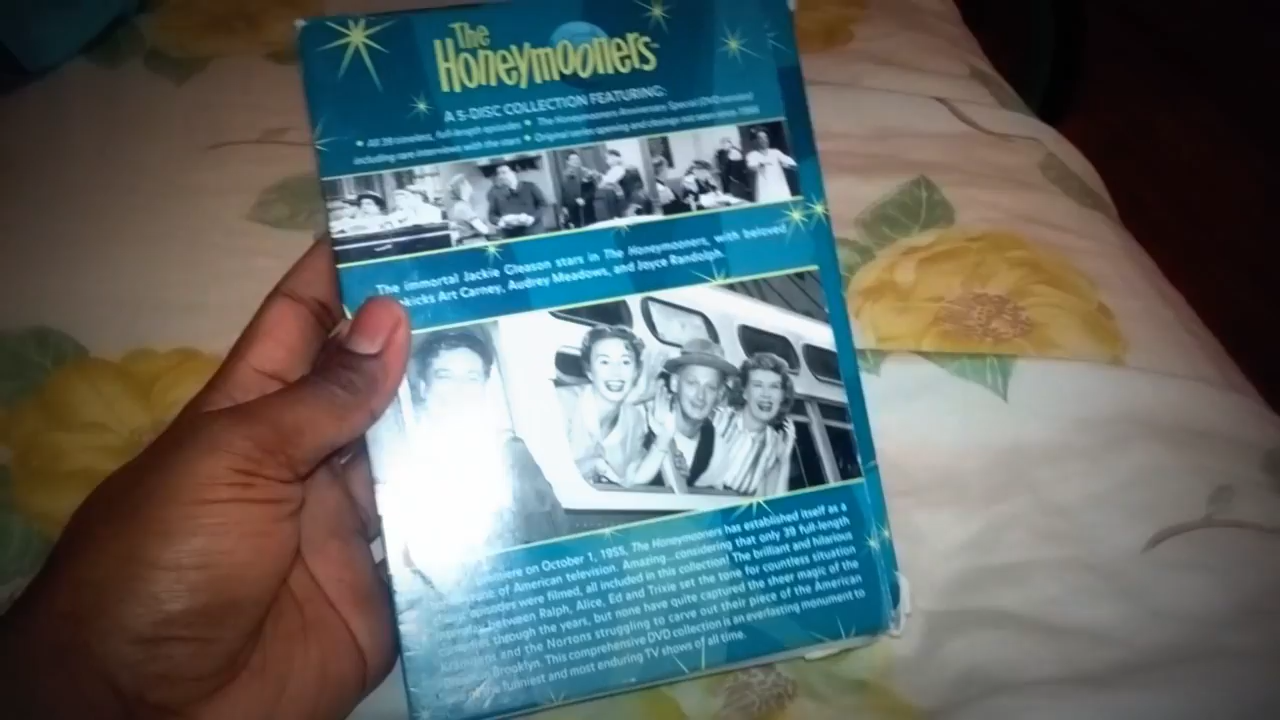 The
Honeymooners
A 5-DISC COLLECTION FEATURING:
• All 39 timeless, full-length episodes • The Honeymooners Anniversary Special (DVD version)
including rare interviews with the stars • Original series opening and closings not seen since
The immortal Jackie Gleason stars in The Honeymooners, with beloved
kicks Art Carney, Audrey Meadows, and Joyce Randolph.
miere on October 1, 1955, The Honeymooners has established itself as a
of American television. Amazing...considering that only 39 full-length
episodes were filmed, all included in this collection! The brilliant and hilarious
between Ralph, Alice, Ed and Trixie set the tone for countless situation
through the years, but none have quite captured the sheer magic of the
Kramdens and the Nortons struggling to carve out their piece of the American
Brooklyn. This comprehensive DVD collection is an everlasting monument to
funniest and most enduring TV shows of all time.